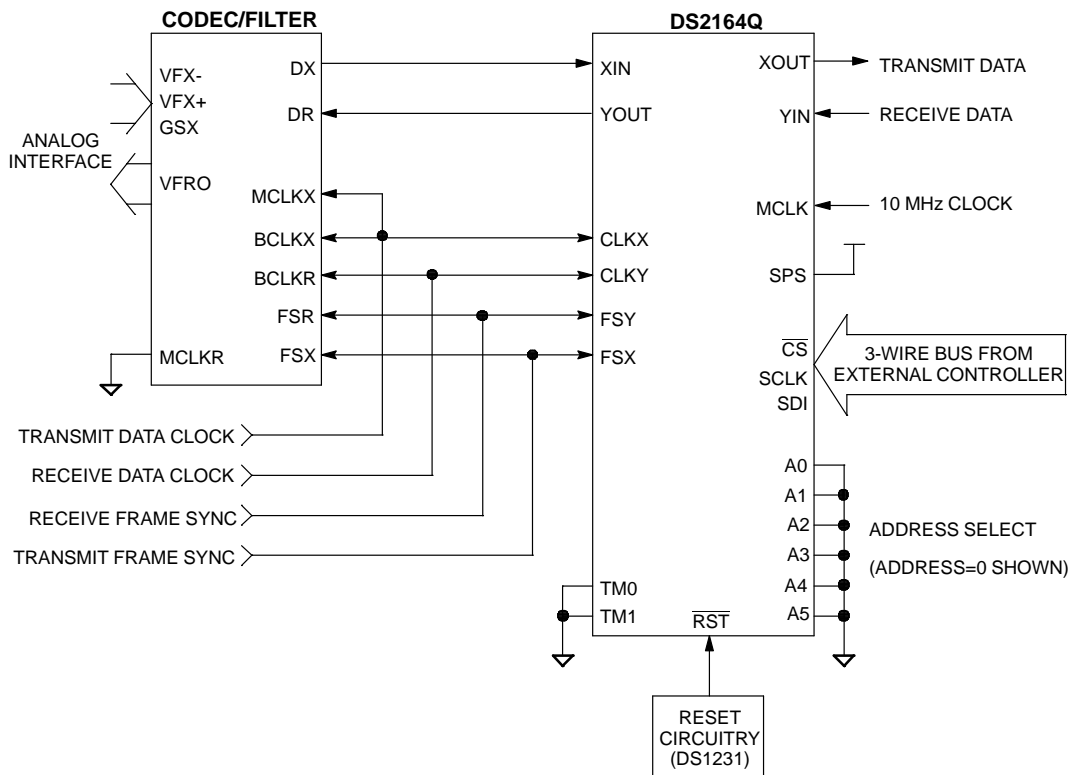 CODEC/FILTER
DS2164Q
VFX-
VFX+
GSX
ANALOG
INTERFACE
VFRO
MCLKR
DX
DR
MCLKX
BCLKX
BCLKR
FSR
FSX
TRANSMIT DATA CLOCK
RECEIVE DATA CLOCK
RECEIVE FRAME SYNC
TRANSMIT FRAME SYNC
XIN
YOUT
CLKX
CLKY
FSY
FSX
TM0
TM1
RST
XOUT
YIN
MCLK
SPS
CS
SCLK
SDI
A0
A1
A2
A3
A4
A5
TRANSMIT DATA
RECEIVE DATA
10 MHz CLOCK
3-WIRE BUS FROM
EXTERNAL CONTROLLER
ADDRESS SELECT
(ADDRESS=0 SHOWN)
RESET
CIRCUITRY
(DS1231)